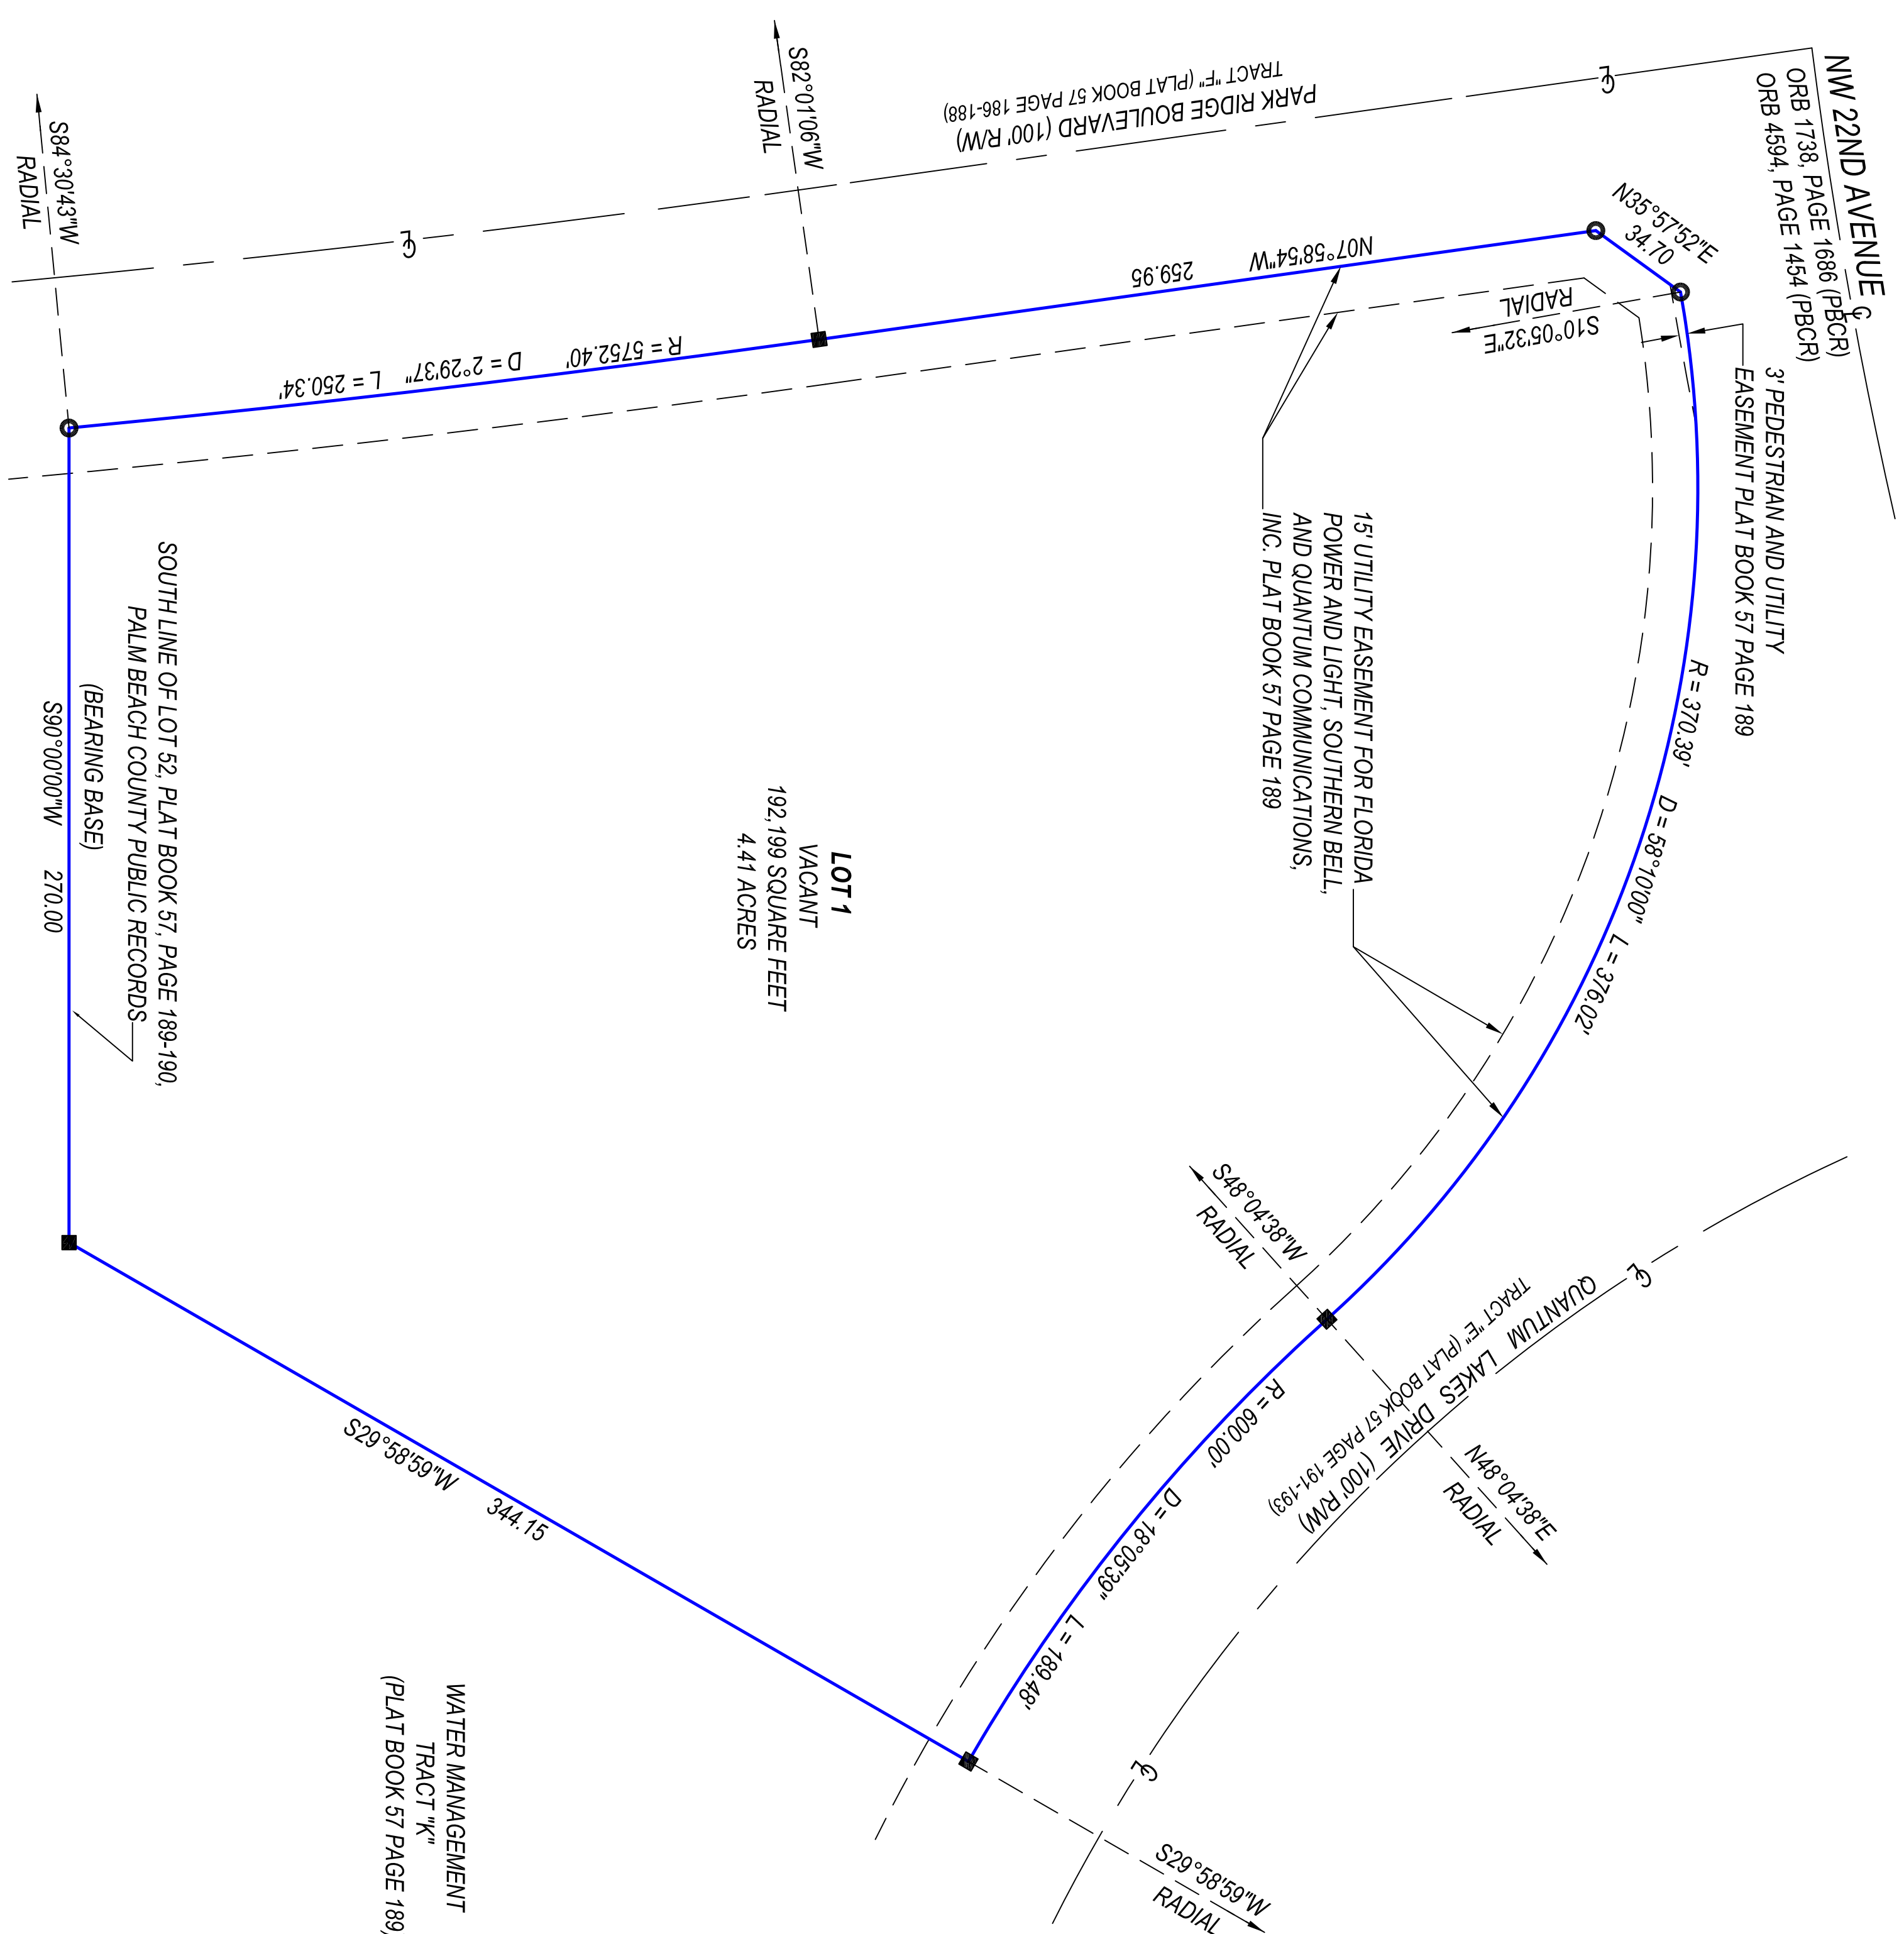 NW 22ND AVENUE
ORB 1738, PAGE 1686 (PBCR)
ORB 4594, PAGE 1454 (PBCR)
℄
N35°57'52"E
34.70
S10°05'32"E
RADIAL
3' PEDESTRIAN AND UTILITY
EASEMENT PLAT BOOK 57 PAGE 189
℄
PARK RIDGE BOULEVARD (100' R/W)
TRACT "F" (PLAT BOOK 57 PAGE 186-188)
℄
N07°58'54"W
259.95
S82°01'06"W
RADIAL
R = 5752.40'
D = 2°29'37"
L = 250.34'
S84°30'43"W
RADIAL
15' UTILITY EASEMENT FOR FLORIDA
POWER AND LIGHT, SOUTHERN BELL,
AND QUANTUM COMMUNICATIONS,
INC. PLAT BOOK 57 PAGE 189
R = 370.39'
D = 58°10'00"
L = 376.02'
LOT 1
VACANT
192,199 SQUARE FEET
4.41 ACRES
SOUTH LINE OF LOT 52, PLAT BOOK 57, PAGE 189-190,
PALM BEACH COUNTY PUBLIC RECORDS
(BEARING BASE)
S90°00'00"W
270.00
S48°04'38"W
RADIAL
℄
QUANTUM LAKES DRIVE (100' R/W)
TRACT "E" (PLAT BOOK 57 PAGE 191-193)
N48°04'38"E
RADIAL
R = 600.00'
D = 18°05'39"
L = 189.48'
℄
S29°58'59"W
344.15
S29°58'59"W
RADIAL
WATER MANAGEMENT
TRACT "K"
(PLAT BOOK 57 PAGE 189)